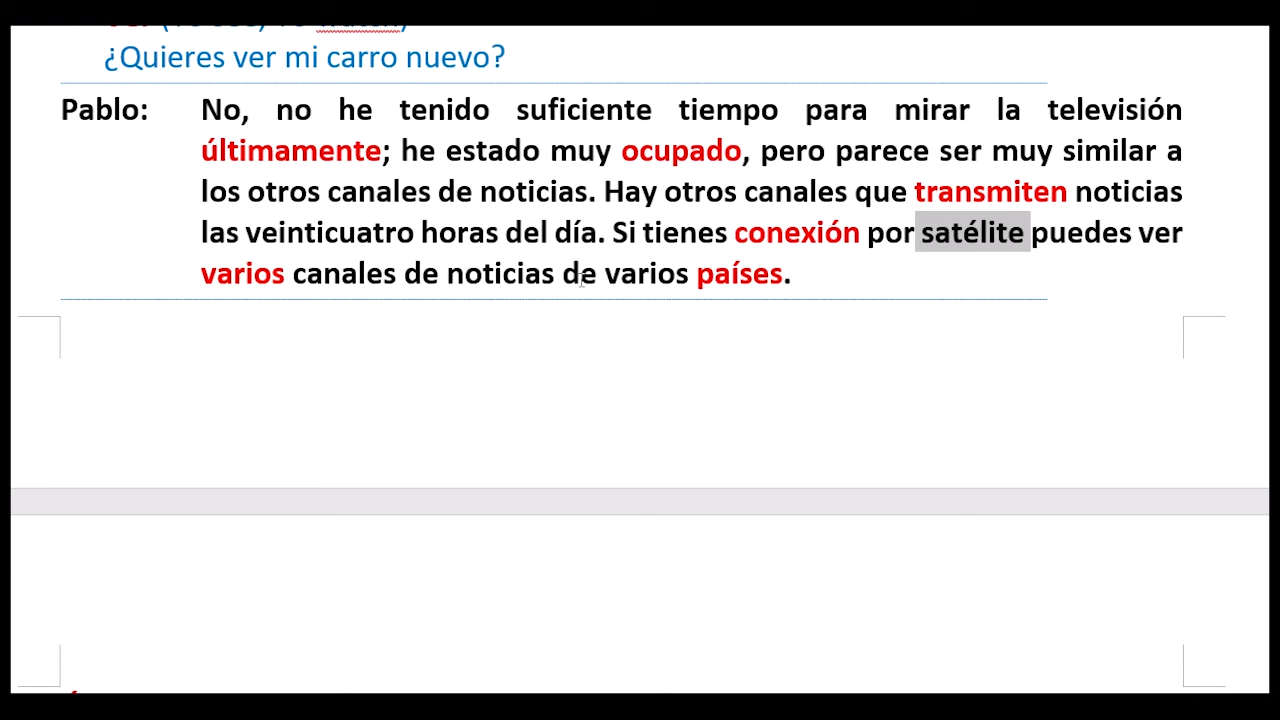 ¿Quieres ver mi carro nuevo?
Pablo: No, no he tenido suficiente tiempo para mirar la televisión
últimamente; he estado muy ocupado, pero parece ser muy similar a
los otros canales de noticias. Hay otros canales que transmiten noticias
las veinticuatro horas del día. Si tienes conexión por satélite puedes ver
varios canales de noticias de varios países.